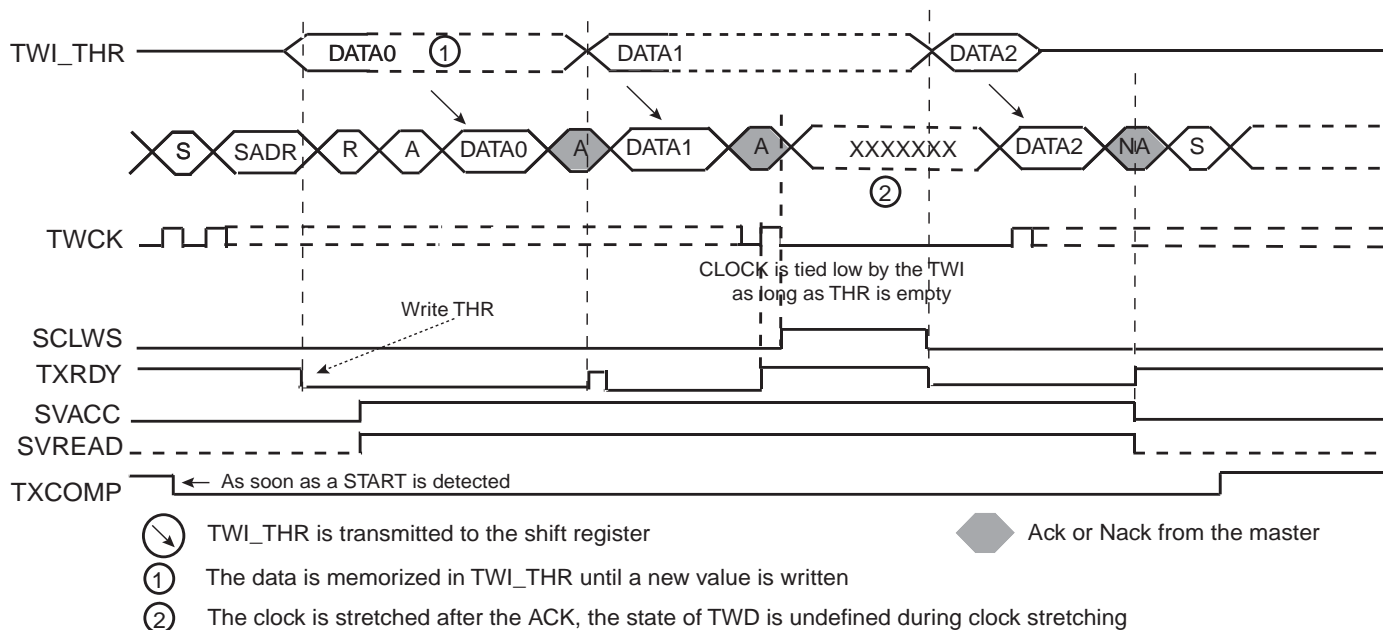 TWI_THR DATA0 1 DATA1 DATA2
S SADR R A DATA0 A DATA1 A XXXXXXX DATA2 NA S
2
TWCK
CLOCK is tied low by the TWI
as long as THR is empty
Write THR
SCLWS
TXRDY
SVACC
SVREAD
TXCOMP As soon as a START is detected
TWI_THR is transmitted to the shift register Ack or Nack from the master
1 The data is memorized in TWI_THR until a new value is written
2 The clock is stretched after the ACK, the state of TWD is undefined during clock stretching